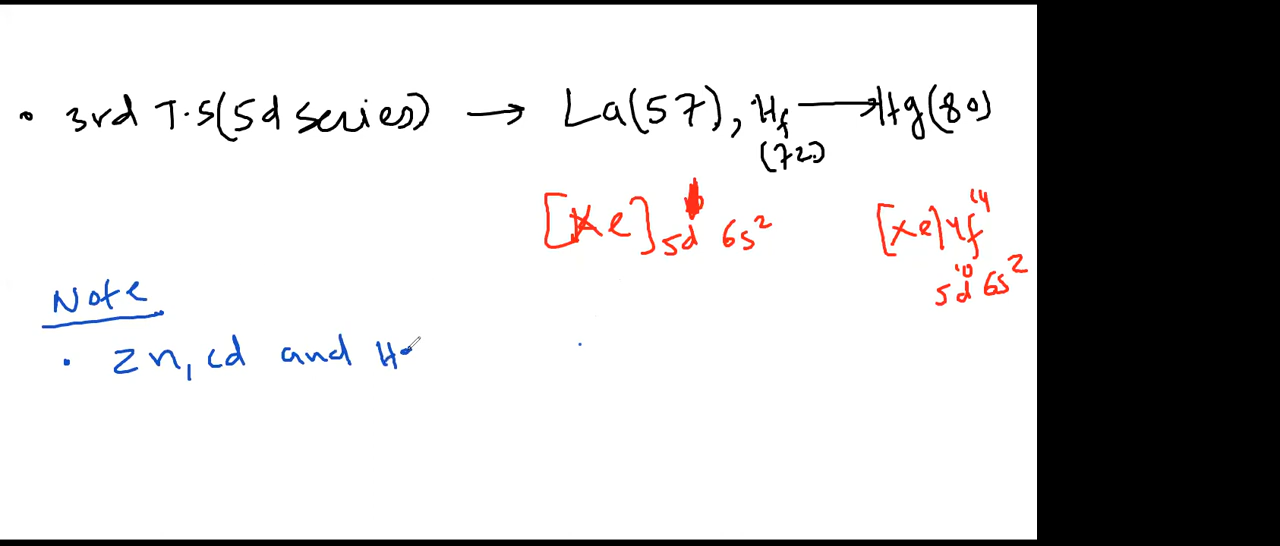 • 3rd T.S(5d series) → La(57), Hf → Hg(80)
(72)
[Xe] 5d 6s² [Xe] 4f¹⁴
5d¹⁰ 6s²
Note
• Zn, Cd and H